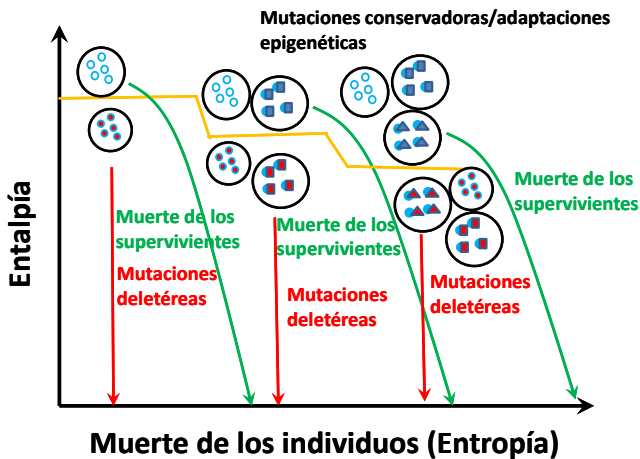 Mutaciones conservadoras/adaptaciones
epigenéticas
Entalpía
Muerte de los
supervivientes
Mutaciones
deletéreas
Muerte de los
supervivientes
Mutaciones
deletéreas
Muerte de los
supervivientes
Mutaciones
deletéreas
Muerte de los individuos (Entropía)